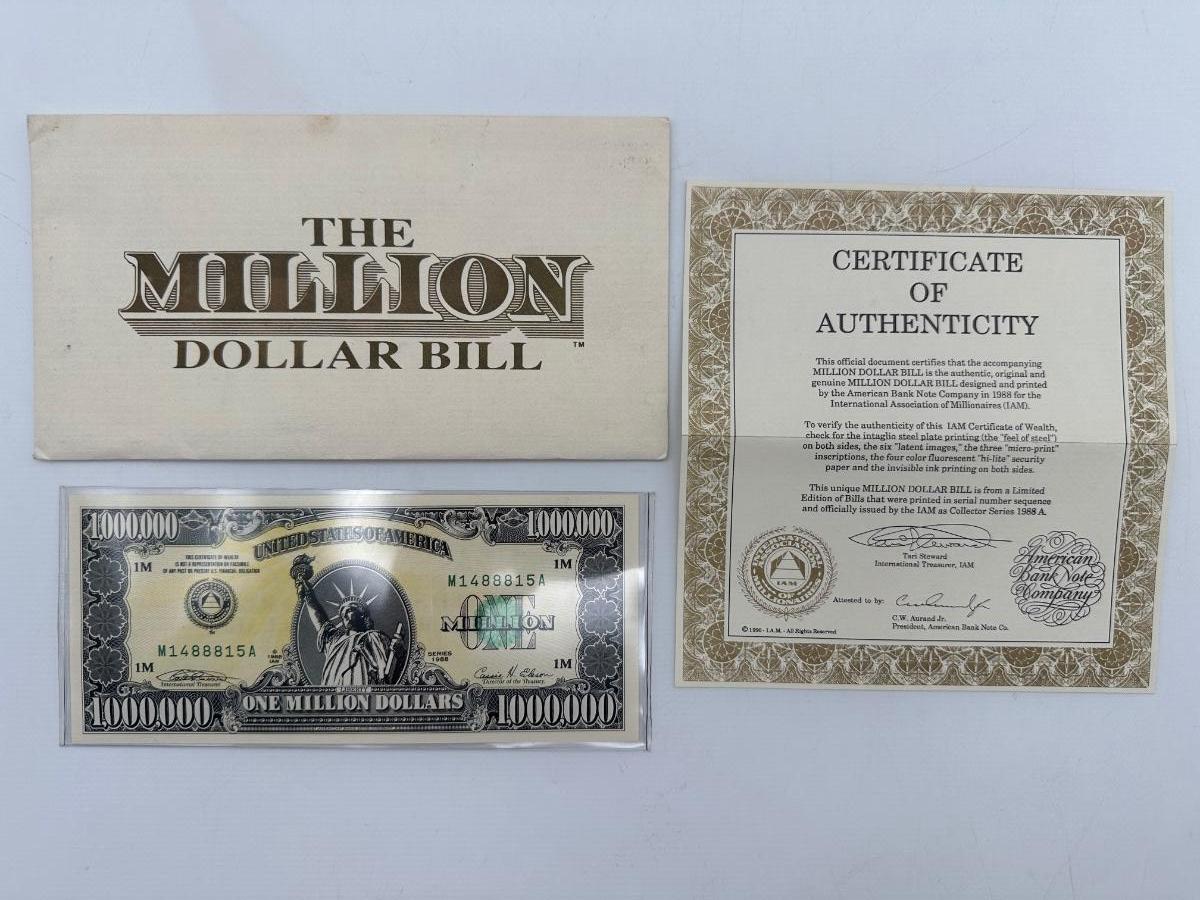 THE
MILLION
DOLLAR BILL
TM
1,000,000
1,000,000
UNITED STATES OF AMERICA
THIS CERTIFICATE OF WEALTH
IS NOT A REPRESENTATION OR FACSIMILE
OF ANY PAST OR PRESENT U.S. FINANCIAL OBLIGATION
1M
1M
M1488815A
ONE
MILLION
M1488815A
© 1988 IAM
SERIES
1988
1M
1M
International Treasurer
Director of the Treasury
LIBERTY
1,000,000
ONE MILLION DOLLARS
1,000,000
CERTIFICATE
OF
AUTHENTICITY
This official document certifies that the accompanying
MILLION DOLLAR BILL is the authentic, original and
genuine MILLION DOLLAR BILL designed and printed
by the American Bank Note Company in 1988 for the
International Association of Millionaires (IAM).
To verify the authenticity of this IAM Certificate of Wealth,
check for the intaglio steel plate printing (the "feel of steel")
on both sides, the six "latent images," the three "micro-print"
inscriptions, the four color fluorescent "hi-lite" security
paper and the invisible ink printing on both sides.
This unique MILLION DOLLAR BILL is from a Limited
Edition of Bills that were printed in serial number sequence
and officially issued by the IAM as Collector Series 1988 A.
I A M
Tari Steward
International Treasurer, IAM
American
Bank Note
Company
Attested to by:
C.W. Aurand Jr.
President, American Bank Note Co.
© 1990 - I.A.M. - All Rights Reserved